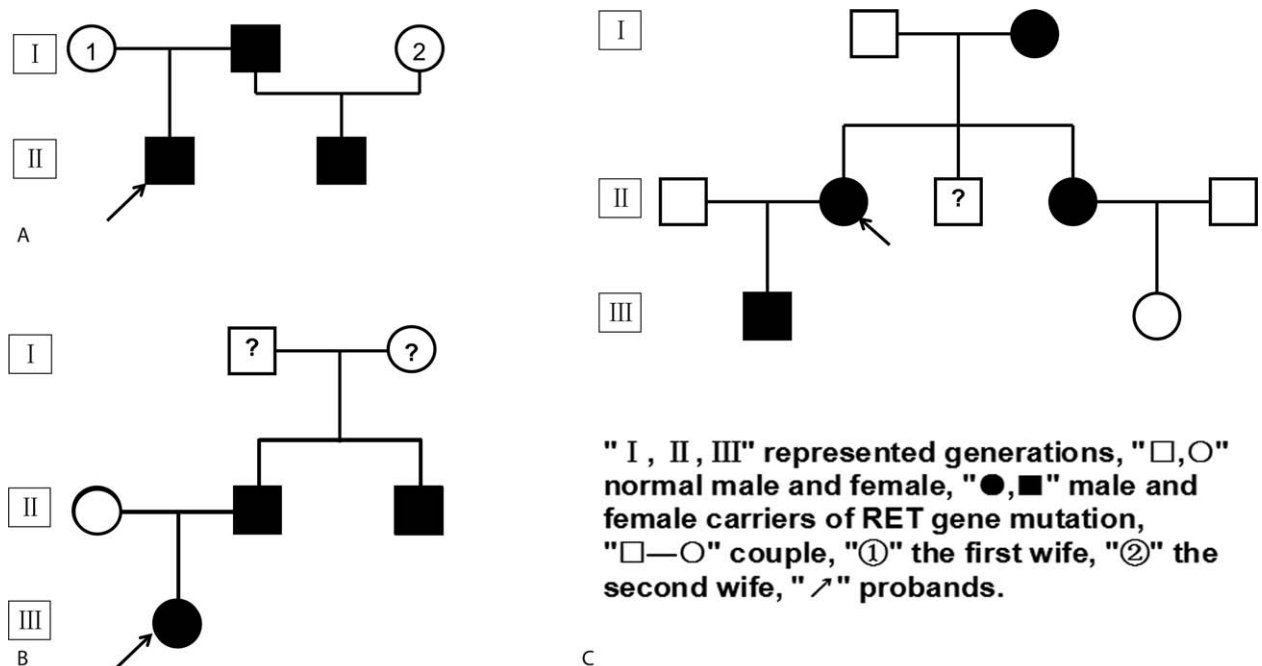 Ⅰ
1
2
Ⅱ
A
Ⅰ
?
?
Ⅱ
Ⅲ
B
Ⅰ
Ⅱ
?
Ⅲ
"Ⅰ, Ⅱ, Ⅲ" represented generations, "□,○"
normal male and female, "●,■" male and
female carriers of RET gene mutation,
"□—○" couple, "①" the first wife, "②" the
second wife, "↗" probands.
C